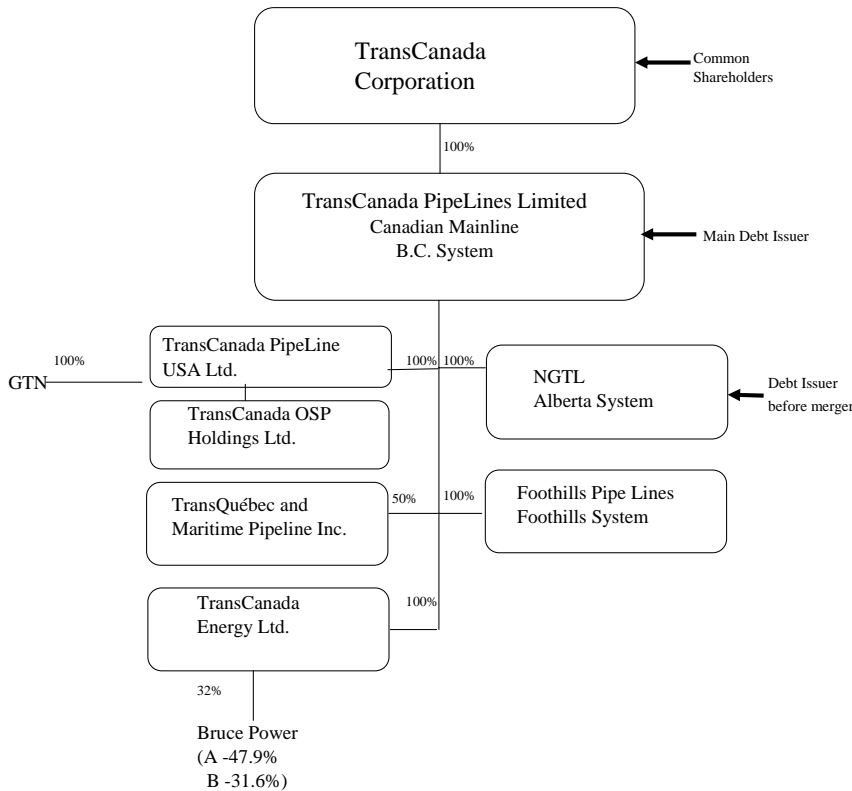 TransCanada
Corporation
Common
Shareholders
100%
TransCanada PipeLines Limited
Canadian Mainline
B.C. System
Main Debt Issuer
100%
GTN
TransCanada PipeLine
USA Ltd.
100%
100%
NGTL
Alberta System
Debt Issuer
before merger
TransCanada OSP
Holdings Ltd.
TransQuébec and
Maritime Pipeline Inc.
50%
100%
Foothills Pipe Lines
Foothills System
TransCanada
Energy Ltd.
100%
32%
Bruce Power
(A -47.9%
B -31.6%)